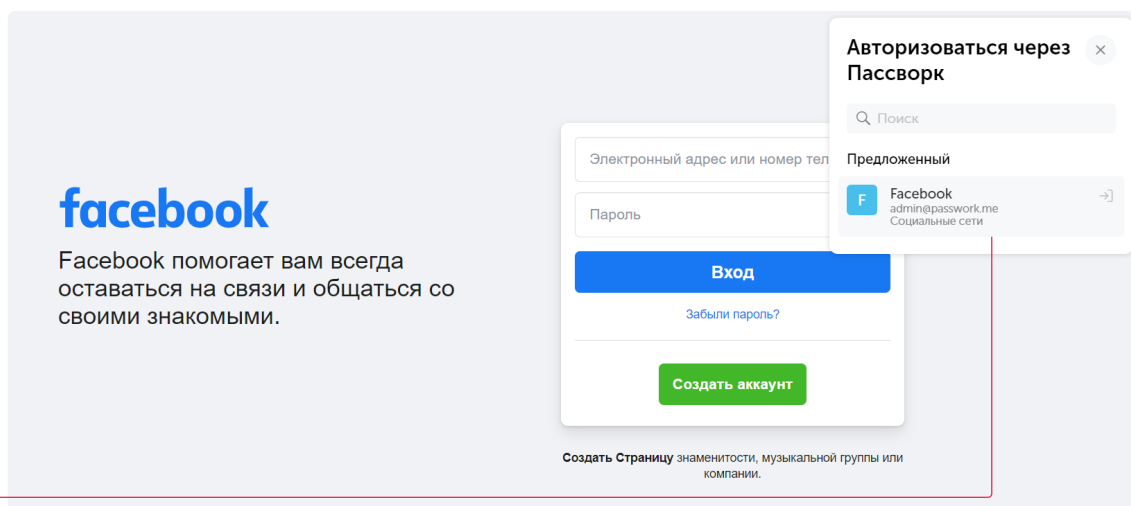 facebook
Facebook помогает вам всегда
оставаться на связи и общаться со
своими знакомыми.
Электронный адрес или номер тел
Пароль
Вход
Забыли пароль?
Создать аккаунт
Создать Страницу знаменитости, музыкальной группы или
компании.
Авторизоваться через
Пассворк
Поиск
Предложенный
F
Facebook
admin@passwork.me
Социальные сети